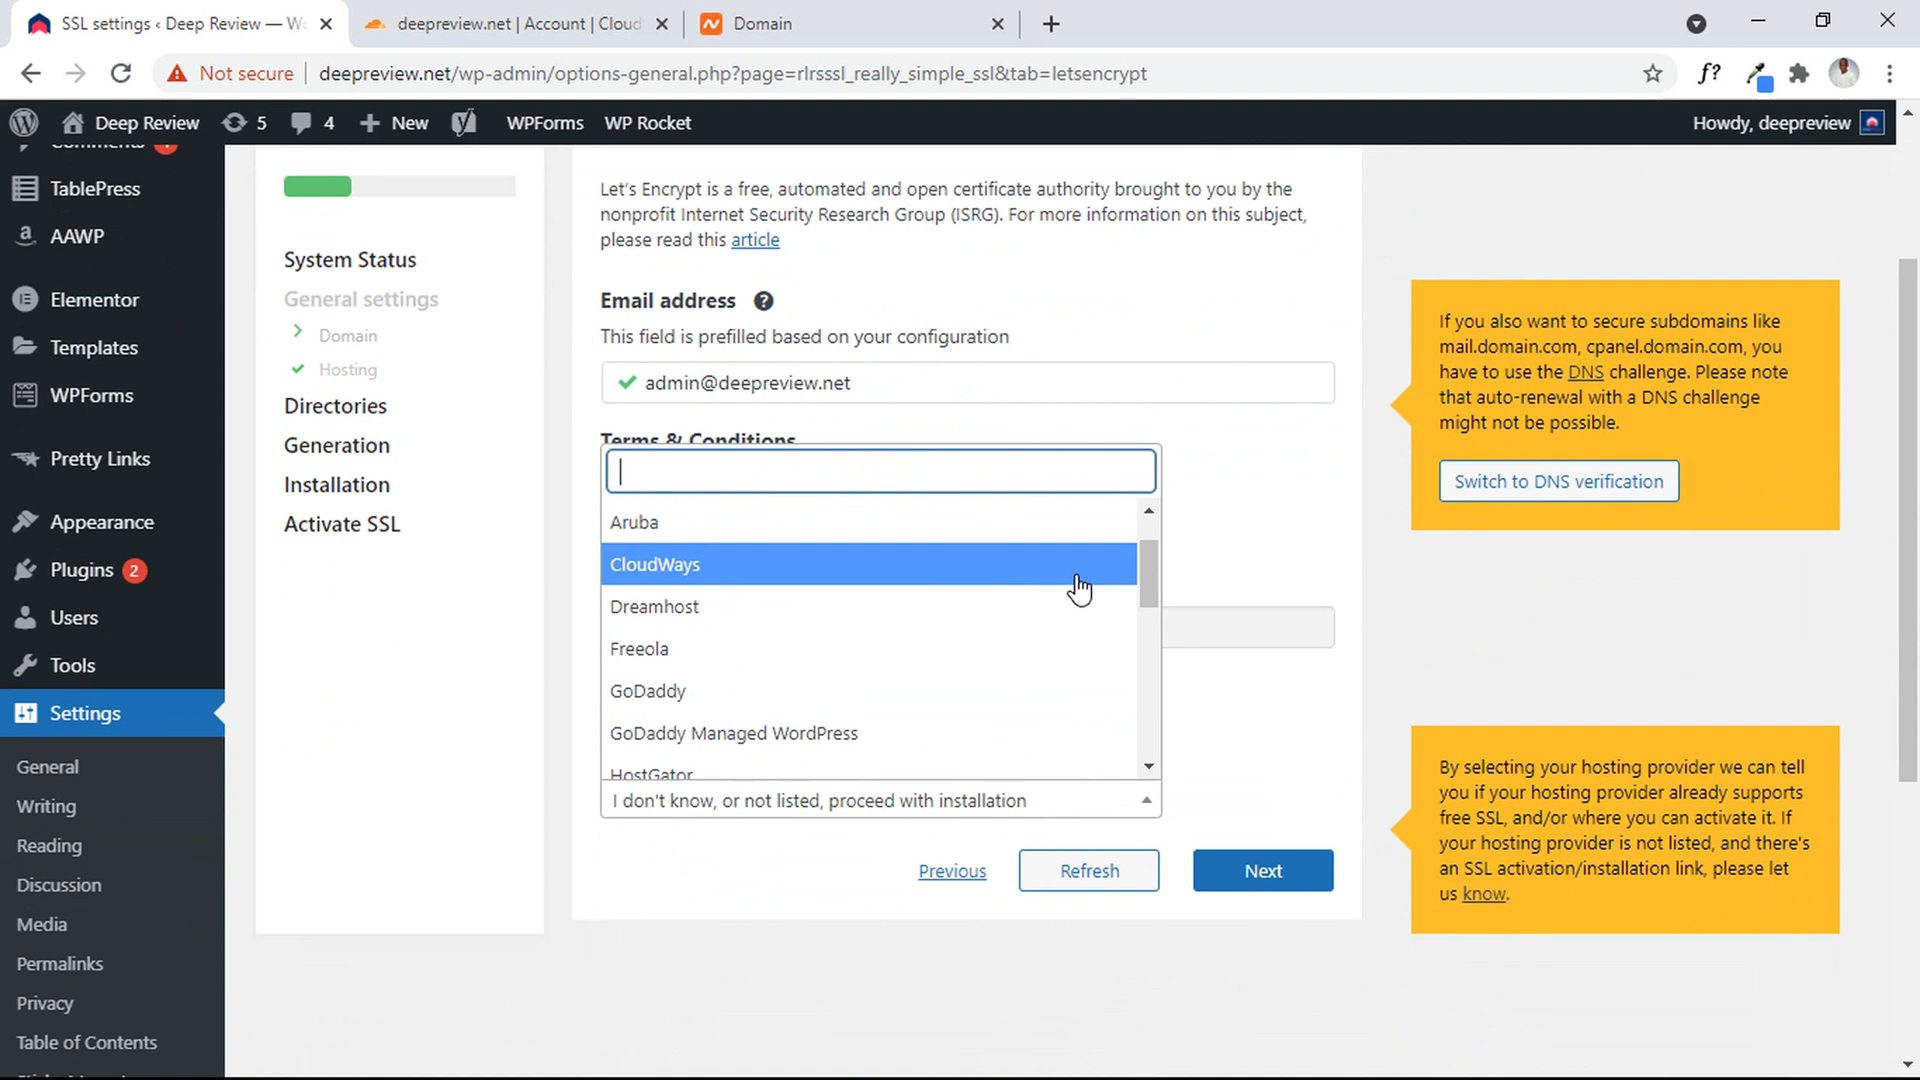 SSL settings ‹ Deep Review — Wo
deepreview.net | Account | Cloud
Domain
Not secure
deepreview.net/wp-admin/options-general.php?page=rlrsssl_really_simple_ssl&tab=letsencrypt
f?
Deep Review
5
4
New
WPForms
WP Rocket
Howdy, deepreview
Comments
TablePress
AAWP
Elementor
Templates
WPForms
Pretty Links
Appearance
Plugins 2
Users
Tools
Settings
General
Writing
Reading
Discussion
Media
Permalinks
Privacy
Table of Contents
System Status
General settings
Domain
Hosting
Directories
Generation
Installation
Activate SSL
Let's Encrypt is a free, automated and open certificate authority brought to you by the
nonprofit Internet Security Research Group (ISRG). For more information on this subject,
please read this article
Email address
This field is prefilled based on your configuration
admin@deepreview.net
Terms & Conditions
Aruba
CloudWays
Dreamhost
Freeola
GoDaddy
GoDaddy Managed WordPress
HostGator
I don't know, or not listed, proceed with installation
Previous
Refresh
Next
If you also want to secure subdomains like
mail.domain.com, cpanel.domain.com, you
have to use the DNS challenge. Please note
that auto-renewal with a DNS challenge
might not be possible.
Switch to DNS verification
By selecting your hosting provider we can tell
you if your hosting provider already supports
free SSL, and/or where you can activate it. If
your hosting provider is not listed, and there's
an SSL activation/installation link, please let
us know.